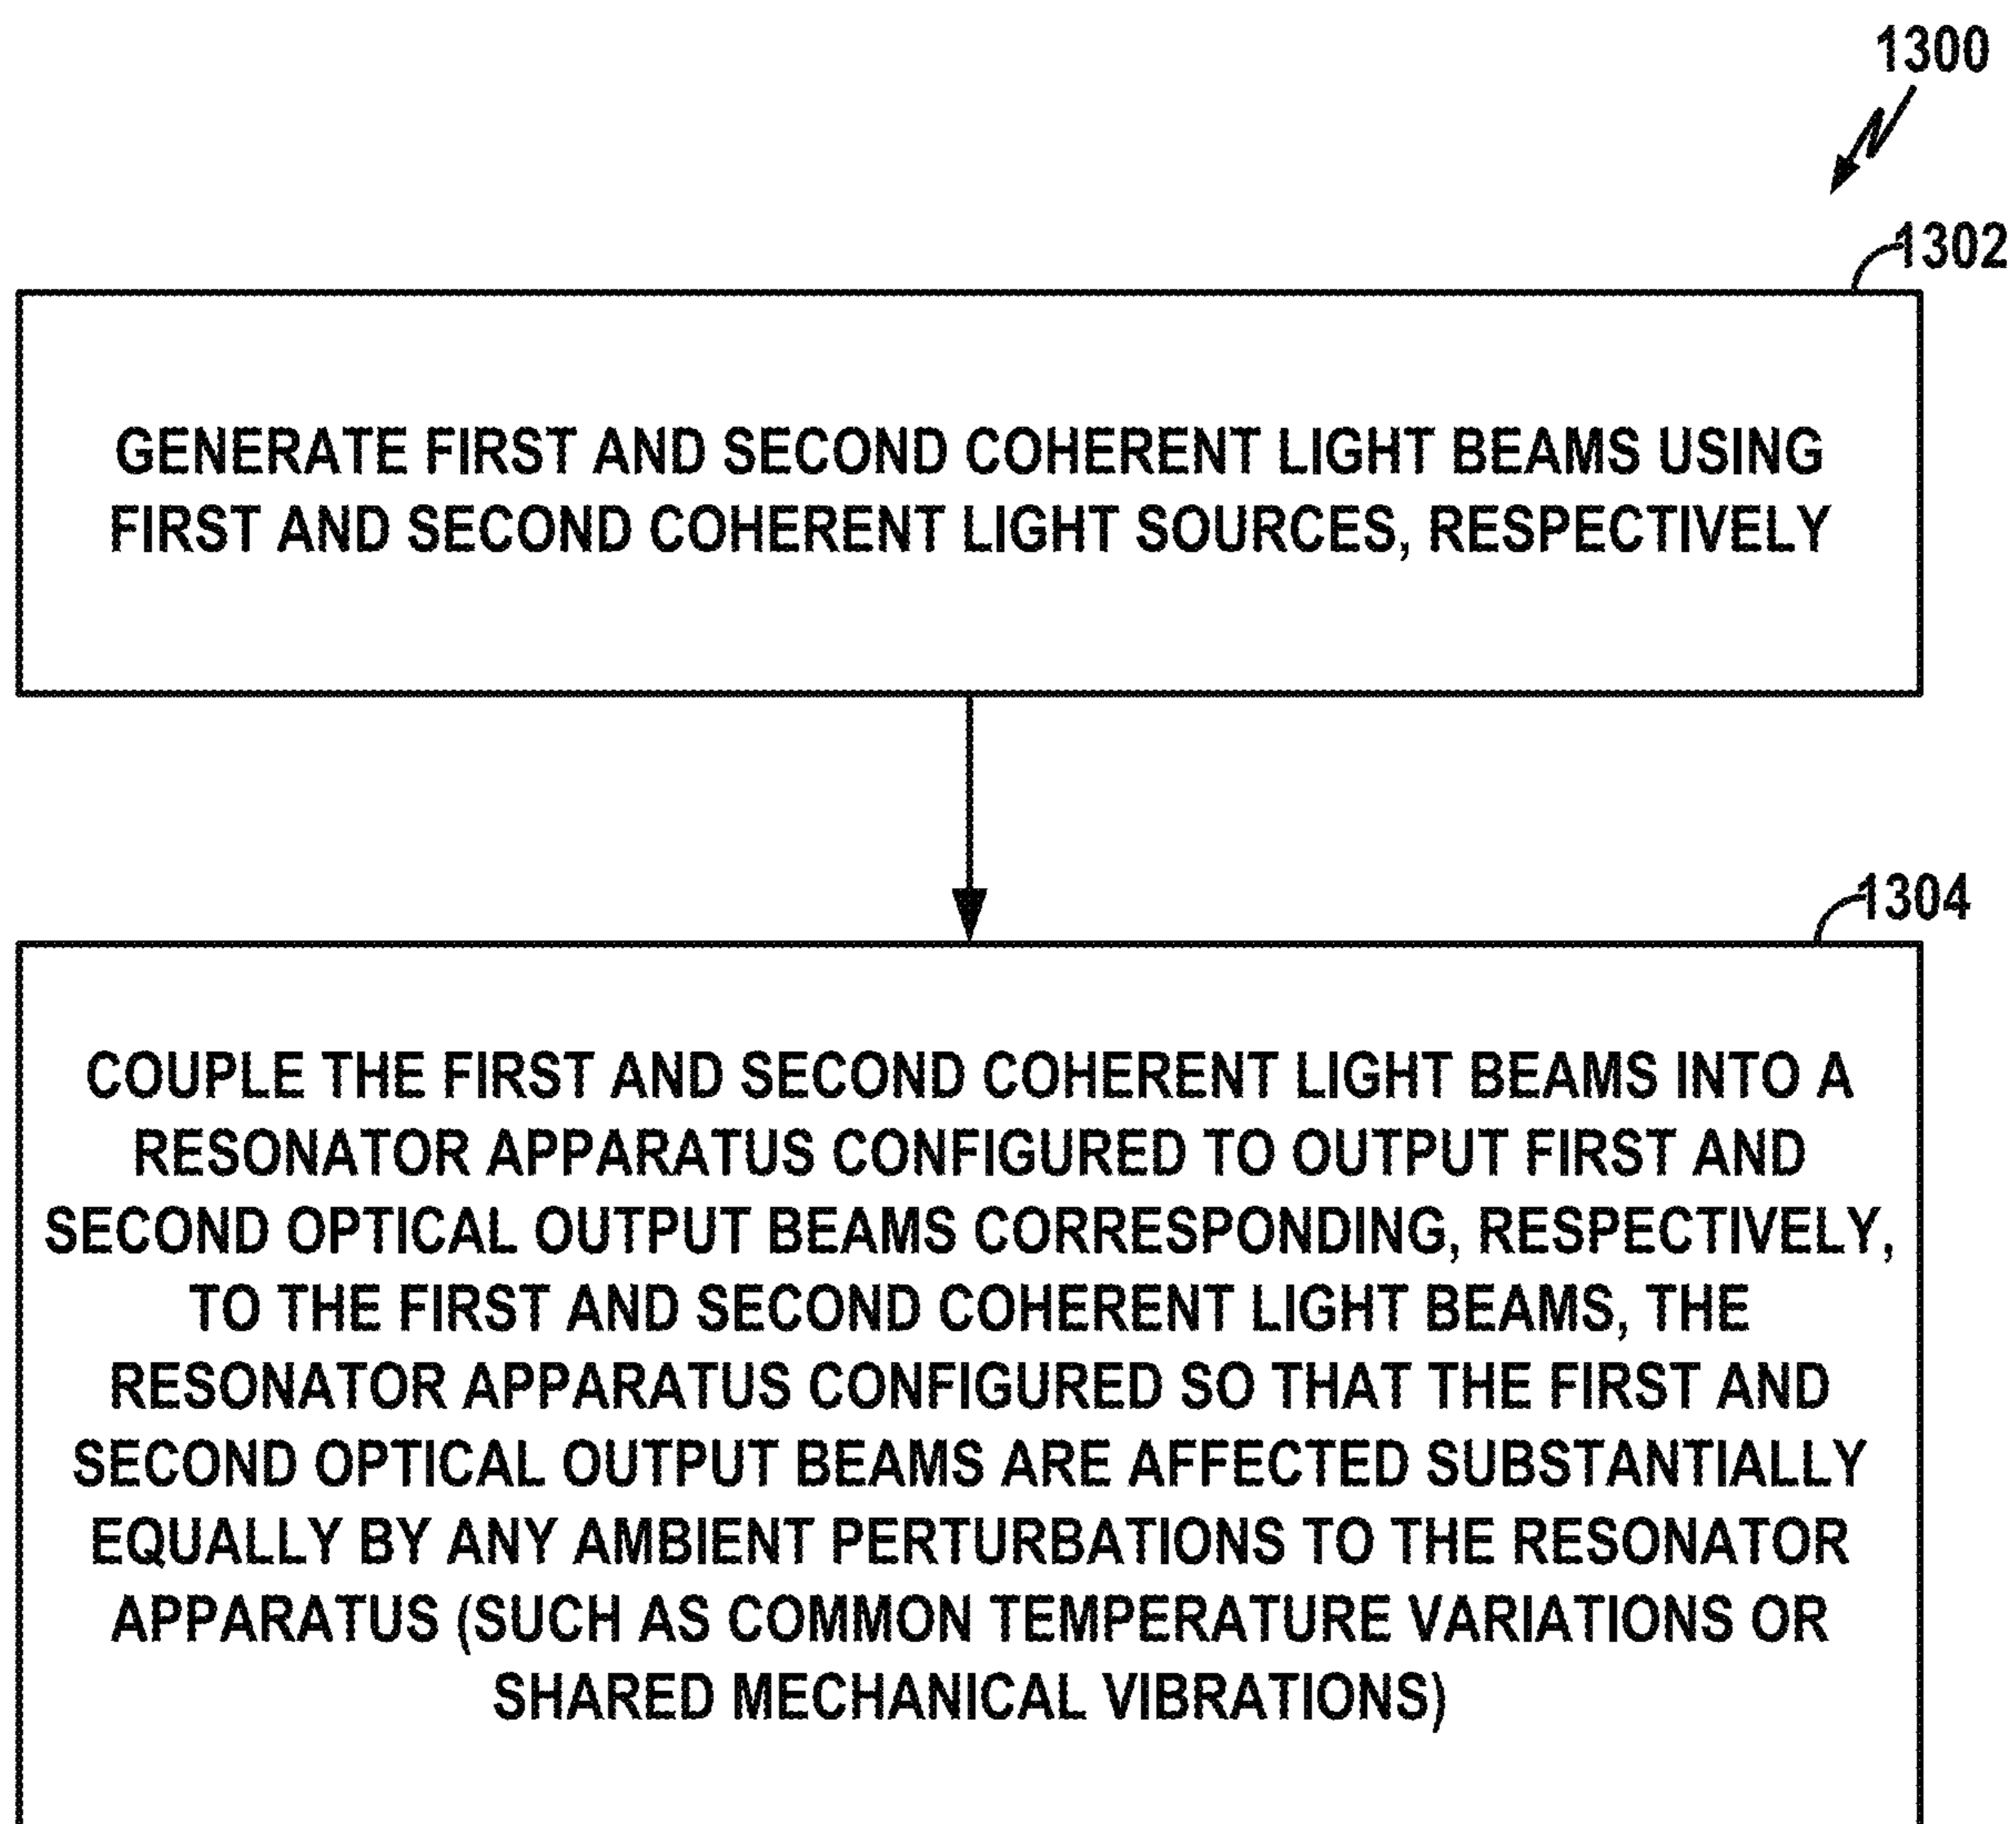 1300
1302
GENERATE FIRST AND SECOND COHERENT LIGHT BEAMS USING
FIRST AND SECOND COHERENT LIGHT SOURCES, RESPECTIVELY
1304
COUPLE THE FIRST AND SECOND COHERENT LIGHT BEAMS INTO A
RESONATOR APPARATUS CONFIGURED TO OUTPUT FIRST AND
SECOND OPTICAL OUTPUT BEAMS CORRESPONDING, RESPECTIVELY,
TO THE FIRST AND SECOND COHERENT LIGHT BEAMS, THE
RESONATOR APPARATUS CONFIGURED SO THAT THE FIRST AND
SECOND OPTICAL OUTPUT BEAMS ARE AFFECTED SUBSTANTIALLY
EQUALLY BY ANY AMBIENT PERTURBATIONS TO THE RESONATOR
APPARATUS (SUCH AS COMMON TEMPERATURE VARIATIONS OR
SHARED MECHANICAL VIBRATIONS)